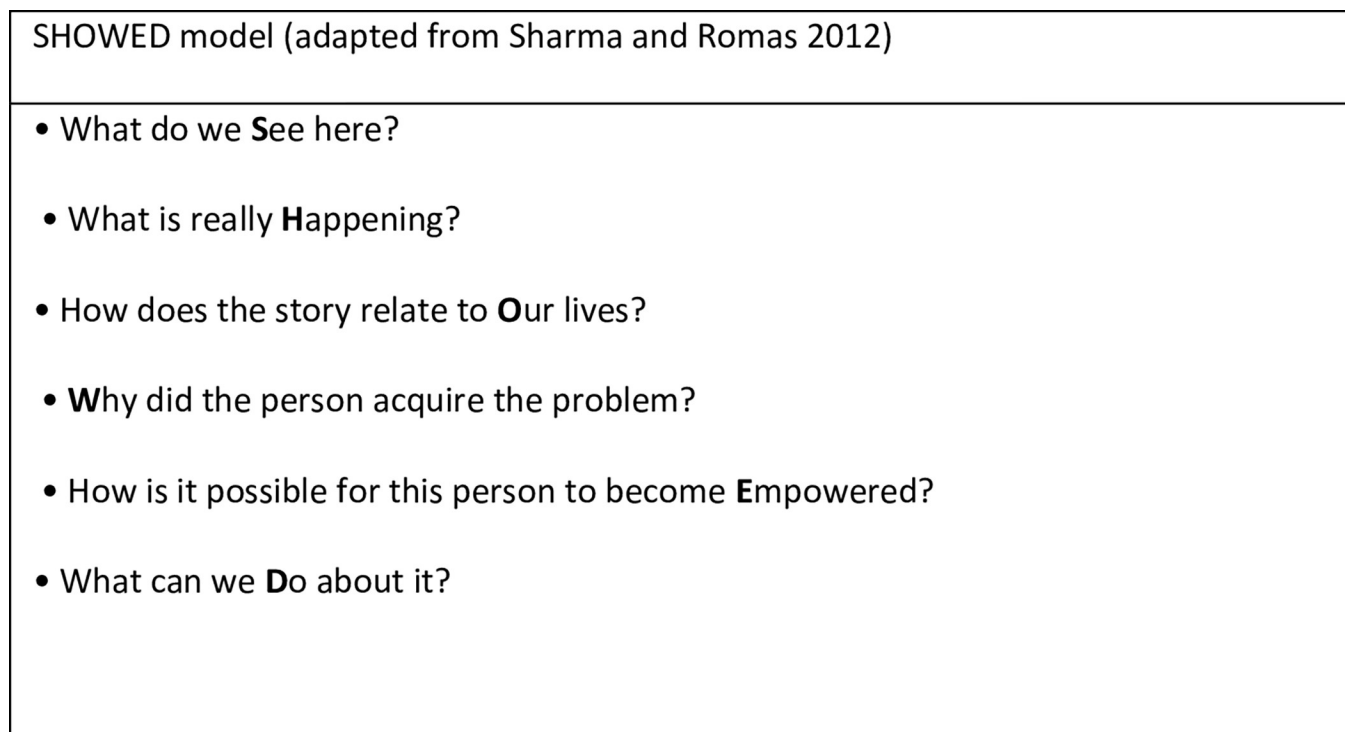 SHOWED model (adapted from Sharma and Romas 2012)
• What do we See here?
• What is really Happening?
• How does the story relate to Our lives?
• Why did the person acquire the problem?
• How is it possible for this person to become Empowered?
• What can we Do about it?